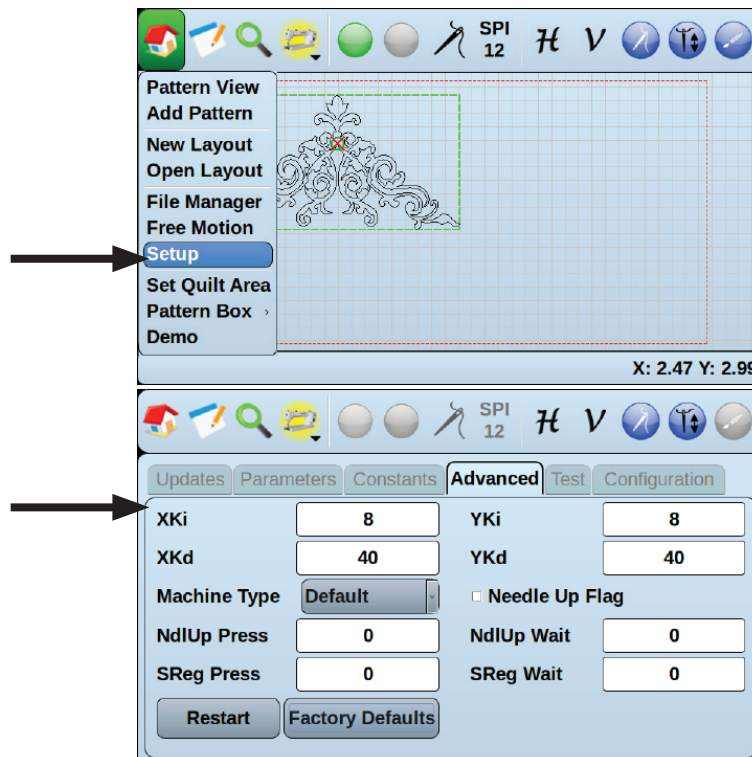 SPI
12
H V
Pattern View
Add Pattern
New Layout
Open Layout
File Manager
Free Motion
Setup
Set Quilt Area
Pattern Box ›
Demo
X: 2.47 Y: 2.99
SPI
12
H V
Updates Parameters Constants Advanced Test Configuration
XKi 8 YKi 8
XKd 40 YKd 40
Machine Type Default Needle Up Flag
NdlUp Press 0 NdlUp Wait 0
SReg Press 0 SReg Wait 0
Restart Factory Defaults